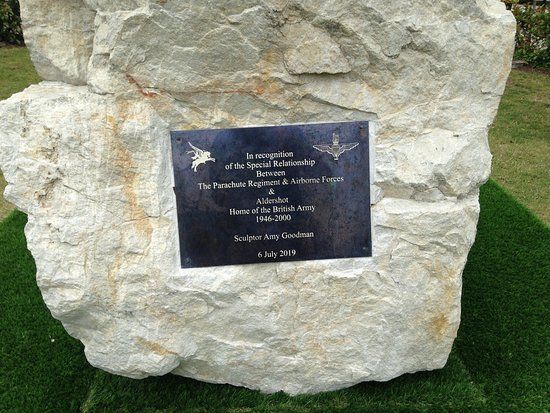 In recognition
of the Special Relationship
Between
The Parachute Regiment & Airborne Forces
&
Aldershot
Home of the British Army
1946-2000
Sculptor Amy Goodman
6 July 2019